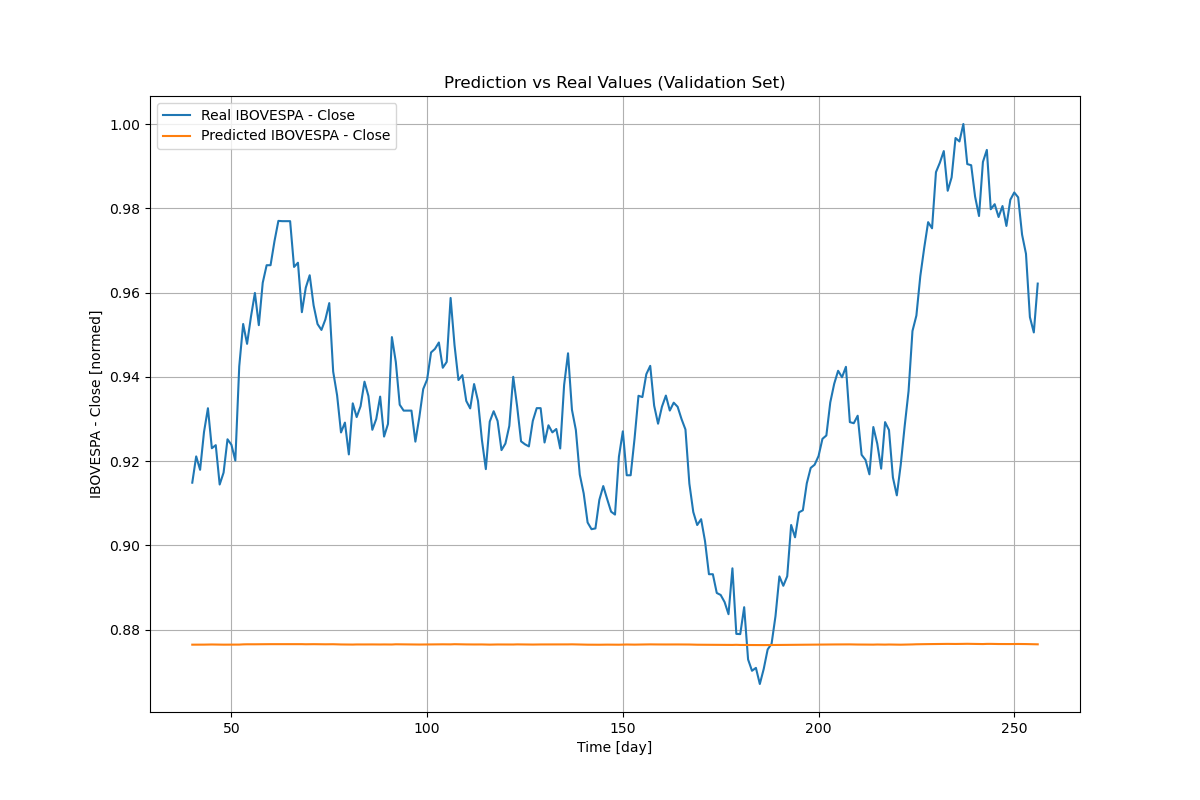 Prediction vs Real Values (Validation Set)
Real IBOVESPA - Close
Predicted IBOVESPA - Close
IBOVESPA - Close [normed]
1.00
0.98
0.96
0.94
0.92
0.90
0.88
50
100
150
200
250
Time [day]